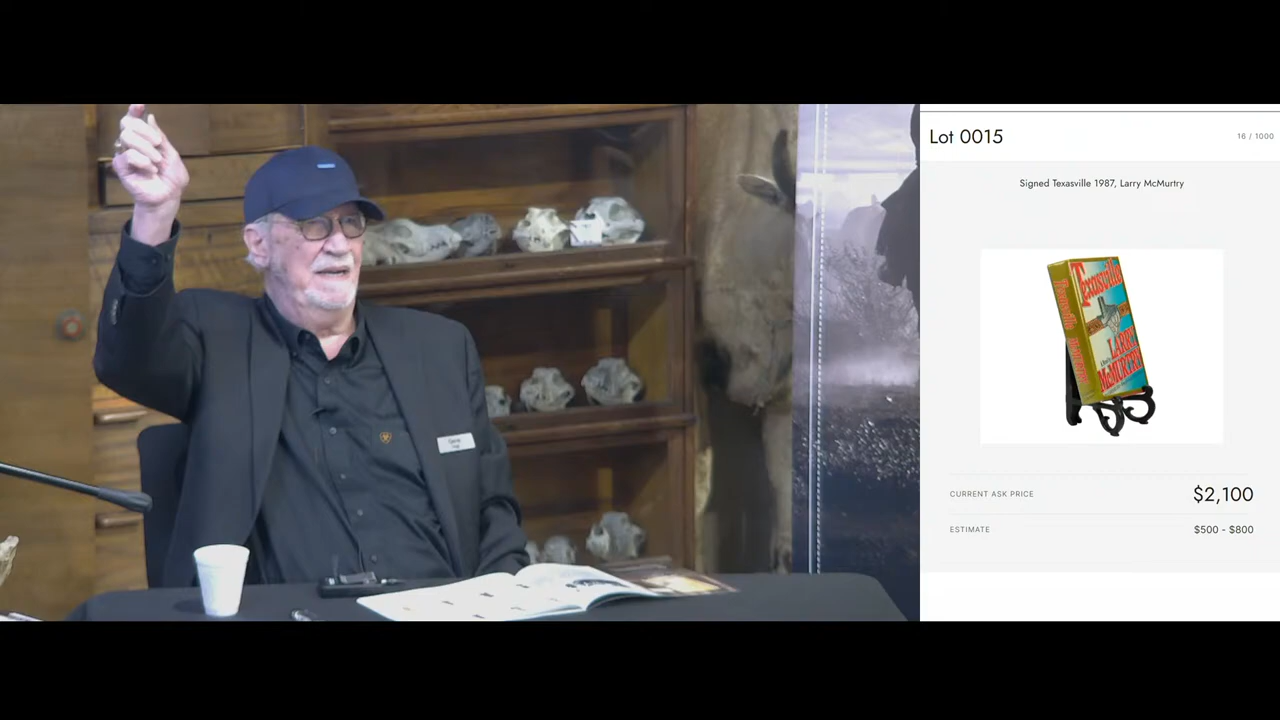 Lot 0015
16 / 1000
Signed Texasville 1987, Larry McMurtry
Texasville
LARRY
McMURTRY
CURRENT ASK PRICE
$2,100
ESTIMATE
$500 - $800